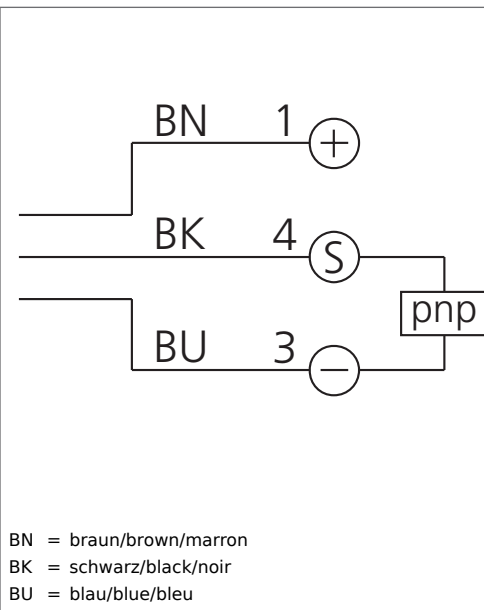 BN 1 +
BK 4 S
pnp
BU 3 −
BN = braun/brown/marron
BK = schwarz/black/noir
BU = blau/blue/bleu